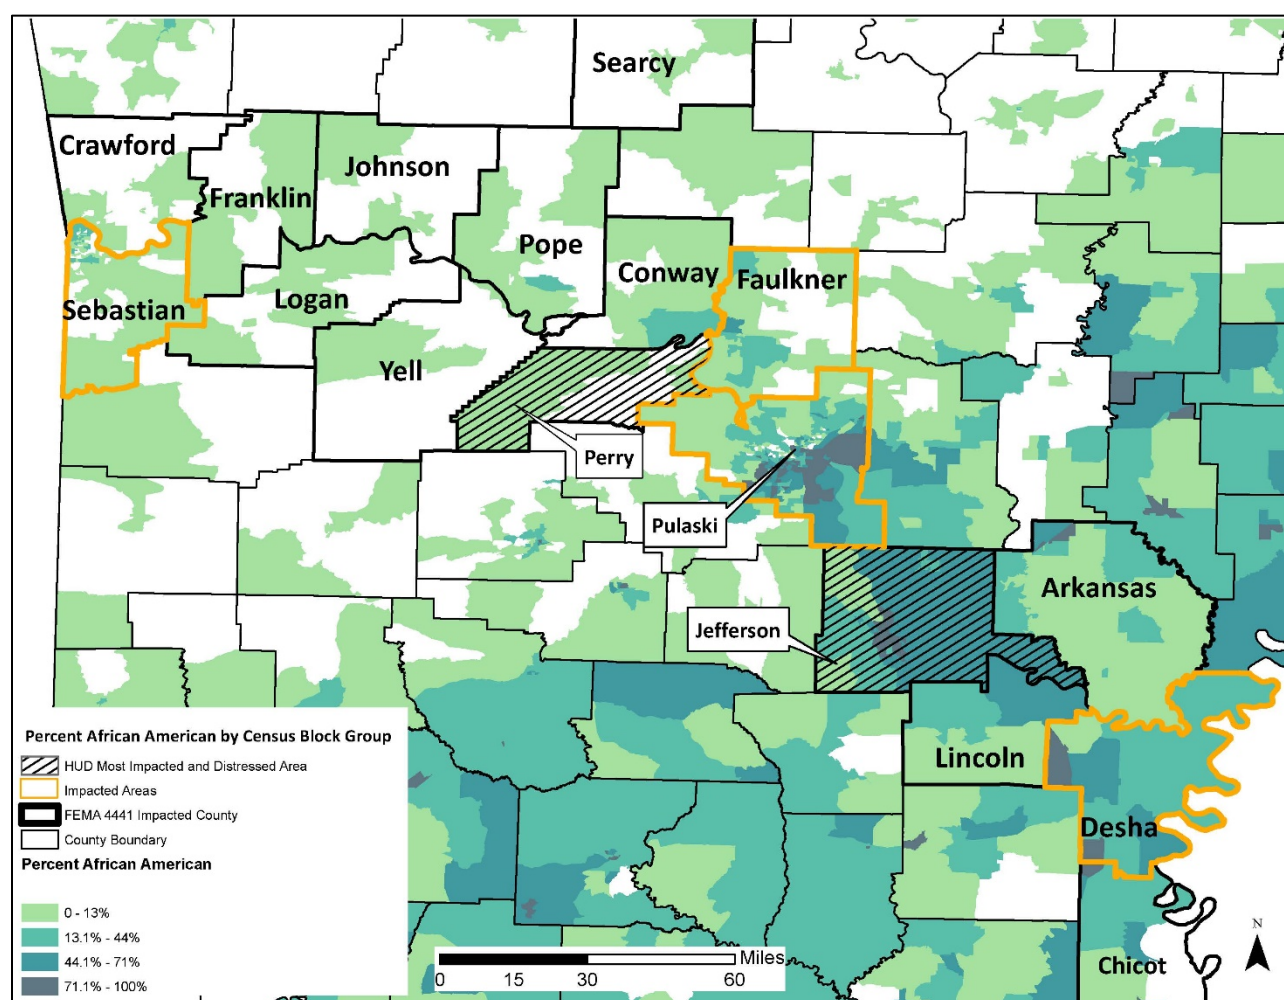 Searcy
Crawford
Johnson
Franklin
Pope
Conway
Faulkner
Sebastian
Logan
Yell
Perry
Pulaski
Arkansas
Jefferson
Lincoln
Desha
Chicot
Percent African American by Census Block Group
HUD Most Impacted and Distressed Area
Impacted Areas
FEMA 4441 Impacted County
County Boundary
Percent African American
0 - 13%
13.1% - 44%
44.1% - 71%
71.1% - 100%
Miles
0 15 30 60
N